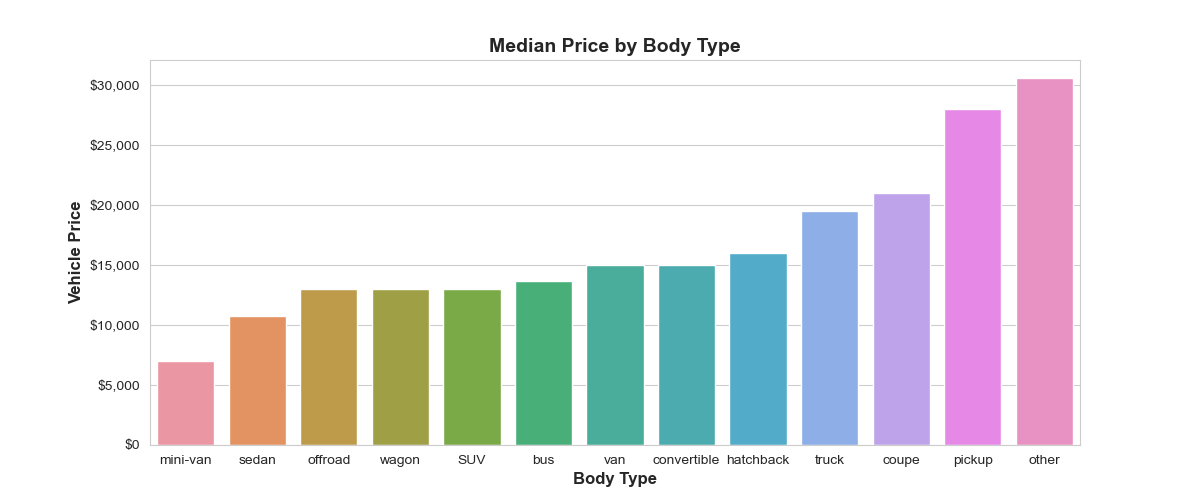 Median Price by Body Type
Vehicle Price
$30,000
$25,000
$20,000
$15,000
$10,000
$5,000
$0
mini-van sedan offroad wagon SUV bus van convertible hatchback truck coupe pickup other
Body Type